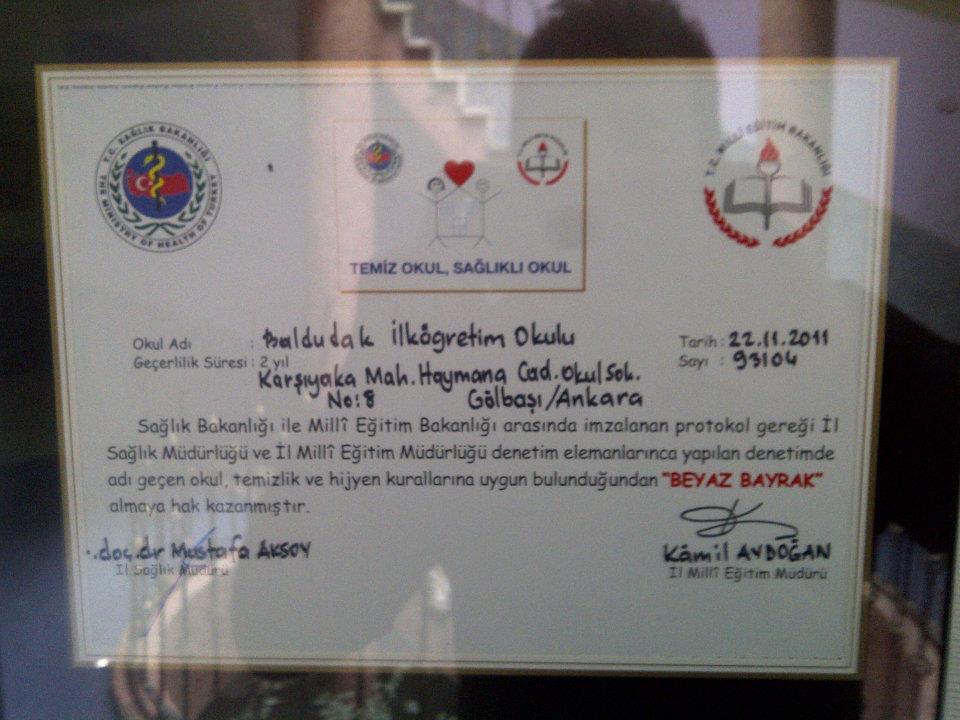 T.C. SAĞLIK BAKANLIĞI
THE MINISTRY OF HEALTH OF TURKEY
T.C. MİLLİ EĞİTİM BAKANLIĞI
TEMİZ OKUL, SAĞLIKLI OKUL
Okul Adı : Baldudak İlköğretim Okulu
Tarih : 22.11.2011
Geçerlilik Süresi : 2 yıl
Sayı : 93104
Karşıyaka Mah. Haymana Cad. Okul Sok.
No:8 Gölbaşı/Ankara
Sağlık Bakanlığı ile Millî Eğitim Bakanlığı arasında imzalanan protokol gereği İl
Sağlık Müdürlüğü ve İl Millî Eğitim Müdürlüğü denetim elemanlarınca yapılan denetimde
adı geçen okul, temizlik ve hijyen kurallarına uygun bulunduğundan "BEYAZ BAYRAK"
almaya hak kazanmıştır.
doç.dr Mustafa AKSOY
İl Sağlık Müdürü
Kâmil AYDOĞAN
İl Millî Eğitim Müdürü